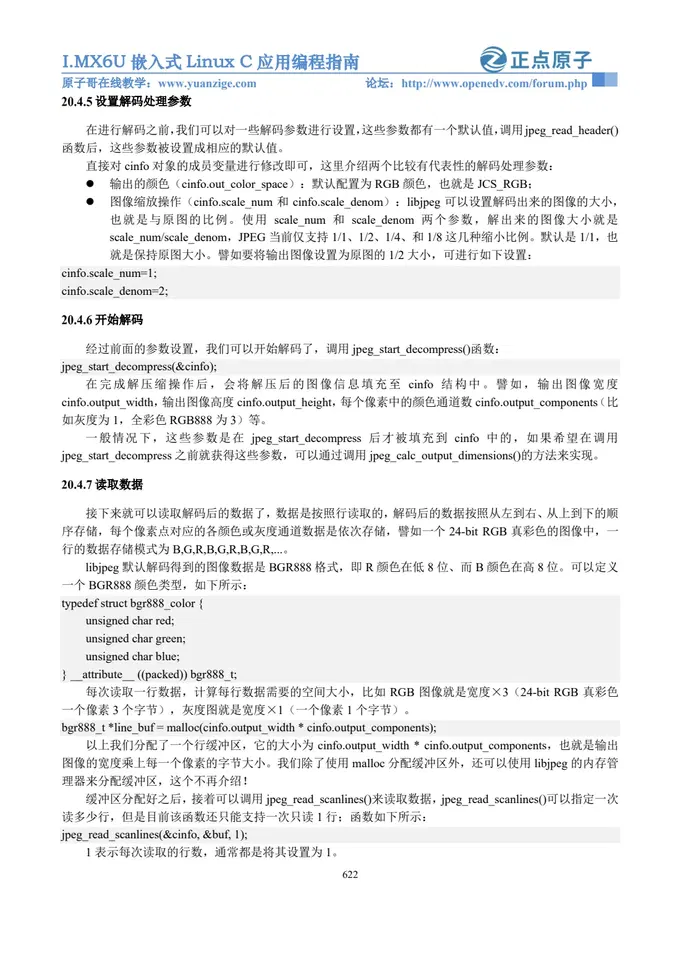 I.MX6U 嵌入式 Linux C 应用编程指南
正点原子
原子哥在线教学：www.yuanzige.com 论坛：http://www.openedv.com/forum.php
20.4.5 设置解码处理参数
在进行解码之前，我们可以对一些解码参数进行设置，这些参数都有一个默认值，调用 jpeg_read_header()
函数后，这些参数被设置成相应的默认值。
直接对 cinfo 对象的成员变量进行修改即可，这里介绍两个比较有代表性的解码处理参数：
● 输出的颜色（cinfo.out_color_space）：默认配置为 RGB 颜色，也就是 JCS_RGB；
● 图像缩放操作（cinfo.scale_num 和 cinfo.scale_denom）：libjpeg 可以设置解码出来的图像的大小，
也就是与原图的比例。使用 scale_num 和 scale_denom 两个参数，解出来的图像大小就是
scale_num/scale_denom，JPEG 当前仅支持 1/1、1/2、1/4、和 1/8 这几种缩小比例。默认是 1/1，也
就是保持原图大小。譬如要将输出图像设置为原图的 1/2 大小，可进行如下设置：
cinfo.scale_num=1;
cinfo.scale_denom=2;
20.4.6 开始解码
经过前面的参数设置，我们可以开始解码了，调用 jpeg_start_decompress()函数：
jpeg_start_decompress(&cinfo);
在完成解压缩操作后，会将解压后的图像信息填充至 cinfo 结构中。譬如，输出图像宽度
cinfo.output_width，输出图像高度 cinfo.output_height，每个像素中的颜色通道数 cinfo.output_components（比
如灰度为 1，全彩色 RGB888 为 3）等。
一般情况下，这些参数是在 jpeg_start_decompress 后才被填充到 cinfo 中的，如果希望在调用
jpeg_start_decompress 之前就获得这些参数，可以通过调用 jpeg_calc_output_dimensions()的方法来实现。
20.4.7 读取数据
接下来就可以读取解码后的数据了，数据是按照行读取的，解码后的数据按照从左到右、从上到下的顺
序存储，每个像素点对应的各颜色或灰度通道数据是依次存储，譬如一个 24-bit RGB 真彩色的图像中，一
行的数据存储模式为 B,G,R,B,G,R,B,G,R,...。
libjpeg 默认解码得到的图像数据是 BGR888 格式，即 R 颜色在低 8 位、而 B 颜色在高 8 位。可以定义
一个 BGR888 颜色类型，如下所示：
typedef struct bgr888_color {
unsigned char red;
unsigned char green;
unsigned char blue;
} __attribute__ ((packed)) bgr888_t;
每次读取一行数据，计算每行数据需要的空间大小，比如 RGB 图像就是宽度×3（24-bit RGB 真彩色
一个像素 3 个字节），灰度图就是宽度×1（一个像素 1 个字节）。
bgr888_t *line_buf = malloc(cinfo.output_width * cinfo.output_components);
以上我们分配了一个行缓冲区，它的大小为 cinfo.output_width * cinfo.output_components，也就是输出
图像的宽度乘上每一个像素的字节大小。我们除了使用 malloc 分配缓冲区外，还可以使用 libjpeg 的内存管
理器来分配缓冲区，这个不再介绍！
缓冲区分配好之后，接着可以调用 jpeg_read_scanlines()来读取数据，jpeg_read_scanlines()可以指定一次
读多少行，但是目前该函数还只能支持一次只读 1 行；函数如下所示：
jpeg_read_scanlines(&cinfo, &buf, 1);
1 表示每次读取的行数，通常都是将其设置为 1。
622